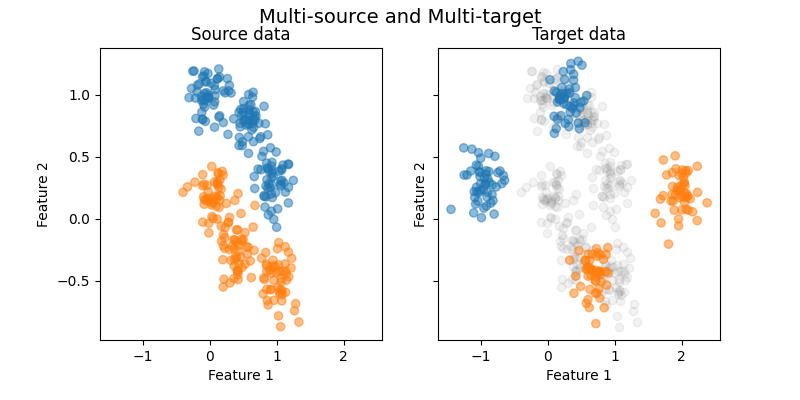 Multi-source and Multi-target
Source data
Target data
1.0
0.5
0.0
−0.5
Feature 2
−1
0
1
2
Feature 1
Feature 2
−1
0
1
2
Feature 1